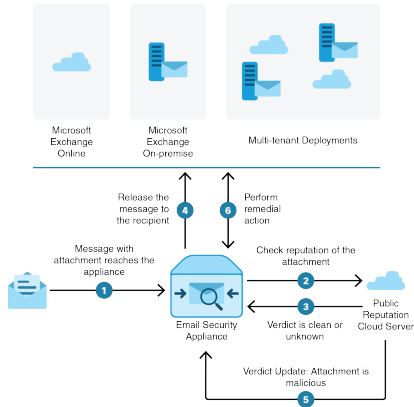 Microsoft
Exchange
Online
Microsoft
Exchange
On-premise
Multi-tenant Deployments
Release the
message to
the recipient
4
6
Perform
remedial
action
Message with
attachment reaches the
appliance
1
Check reputation of the
attachment
2
3
Verdict is clean or
unknown
Email Security
Appliance
Public
Reputation
Cloud Server
Verdict Update: Attachment is
malicious
5